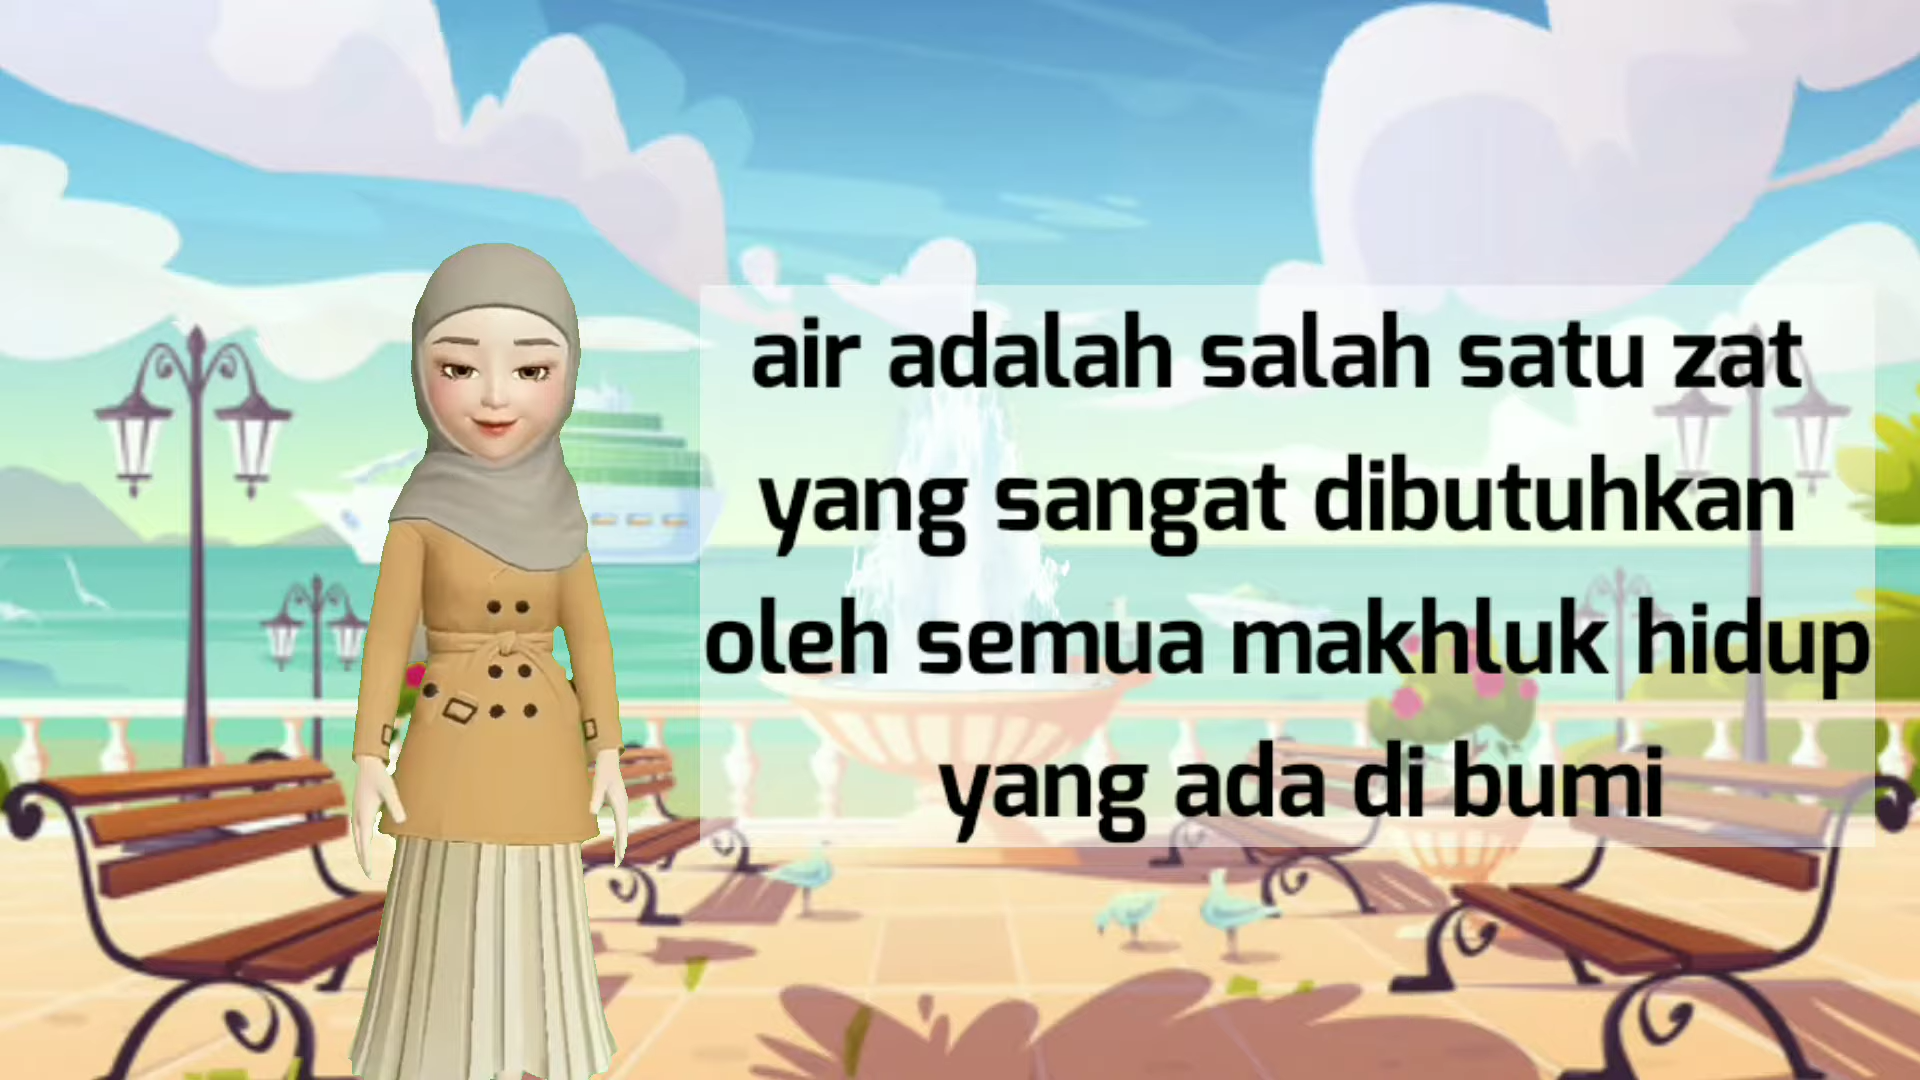 air adalah salah satu zat
yang sangat dibutuhkan
oleh semua makhluk hidup
yang ada di bumi